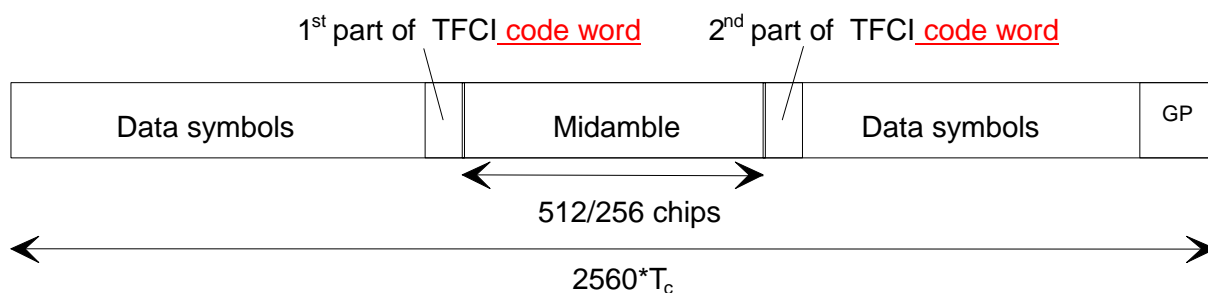 1st part of TFCI code word
2nd part of TFCI code word
Data symbols
Midamble
Data symbols
GP
512/256 chips
2560*Tc